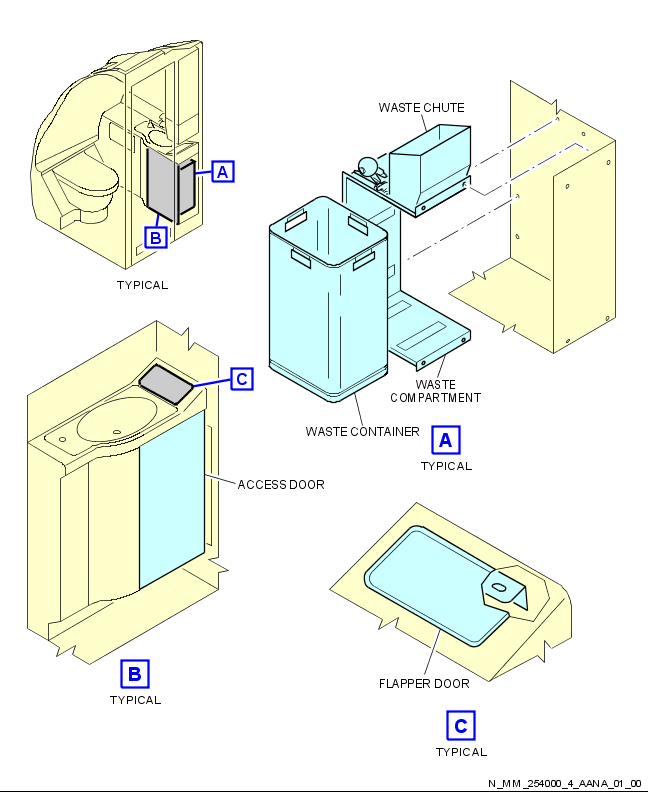 WASTE CHUTE
A
B
TYPICAL
WASTE
COMPARTMENT
WASTE CONTAINER
A
TYPICAL
C
ACCESS DOOR
B
TYPICAL
FLAPPER DOOR
C
TYPICAL
N_MM_254000_4_AANA_01_00